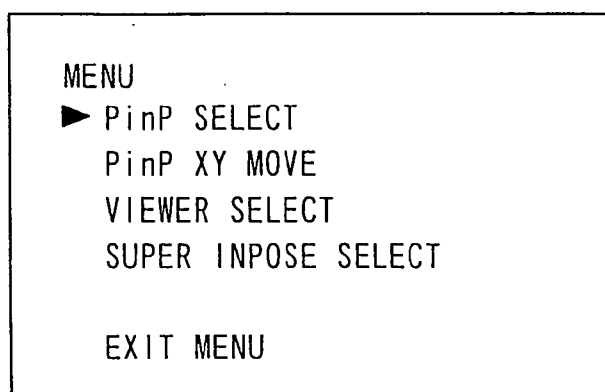 MENU
▶ PinP SELECT
PinP XY MOVE
VIEWER SELECT
SUPER INPOSE SELECT
EXIT MENU